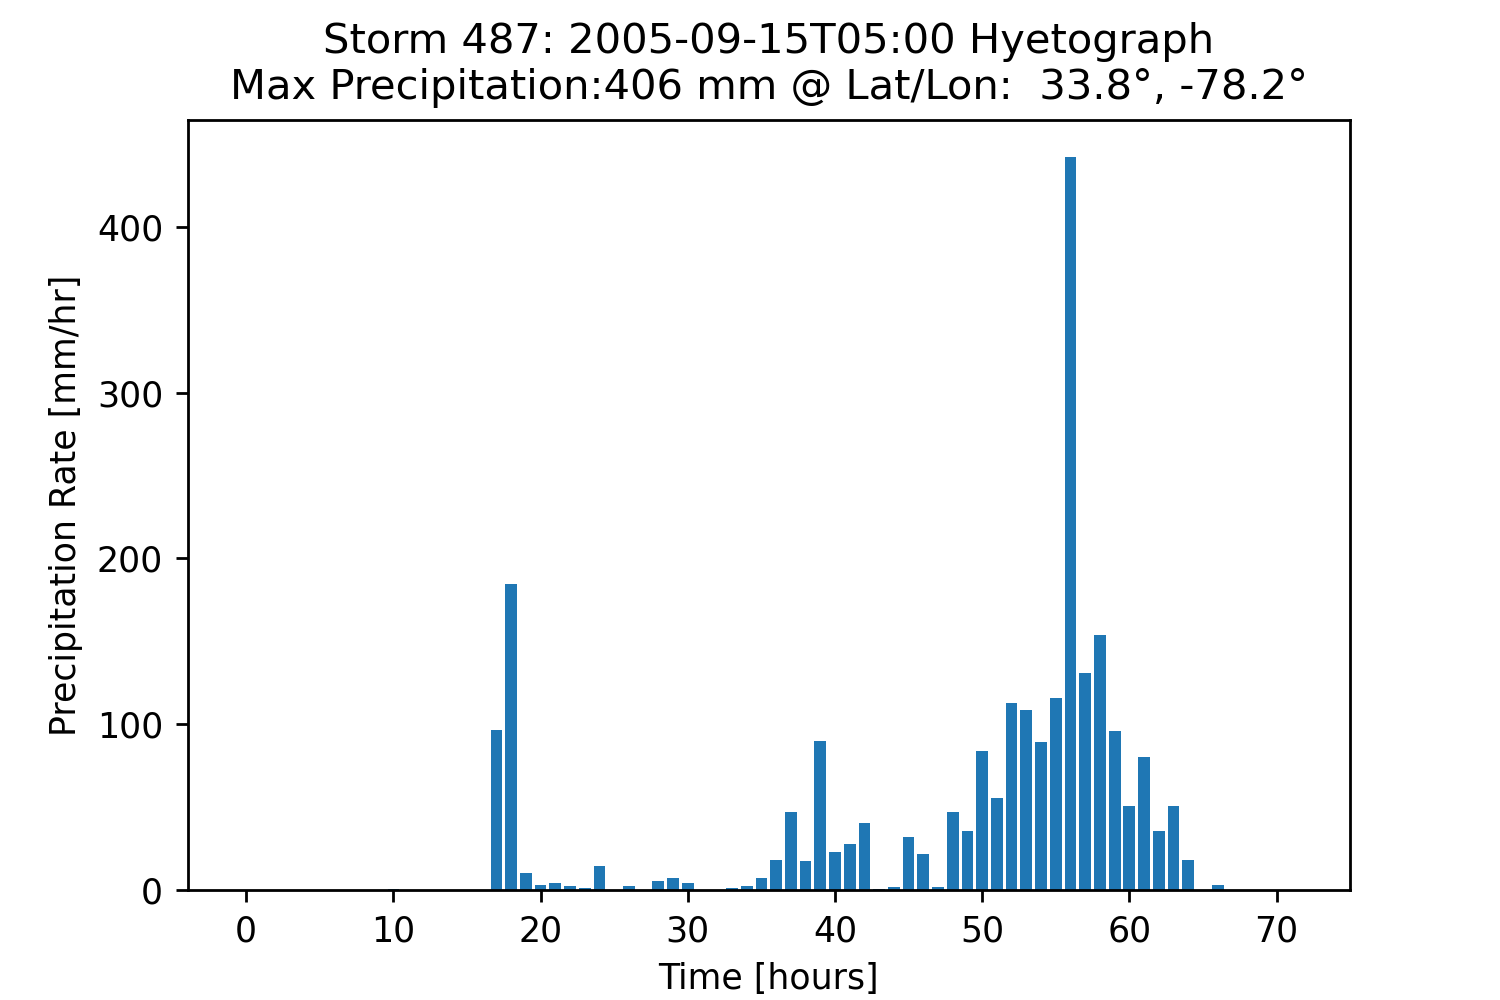 Storm 487: 2005-09-15T05:00 Hyetograph
Max Precipitation:406 mm @ Lat/Lon:  33.8°, -78.2°
Precipitation Rate [mm/hr]
400
300
200
100
0
0 10 20 30 40 50 60 70
Time [hours]